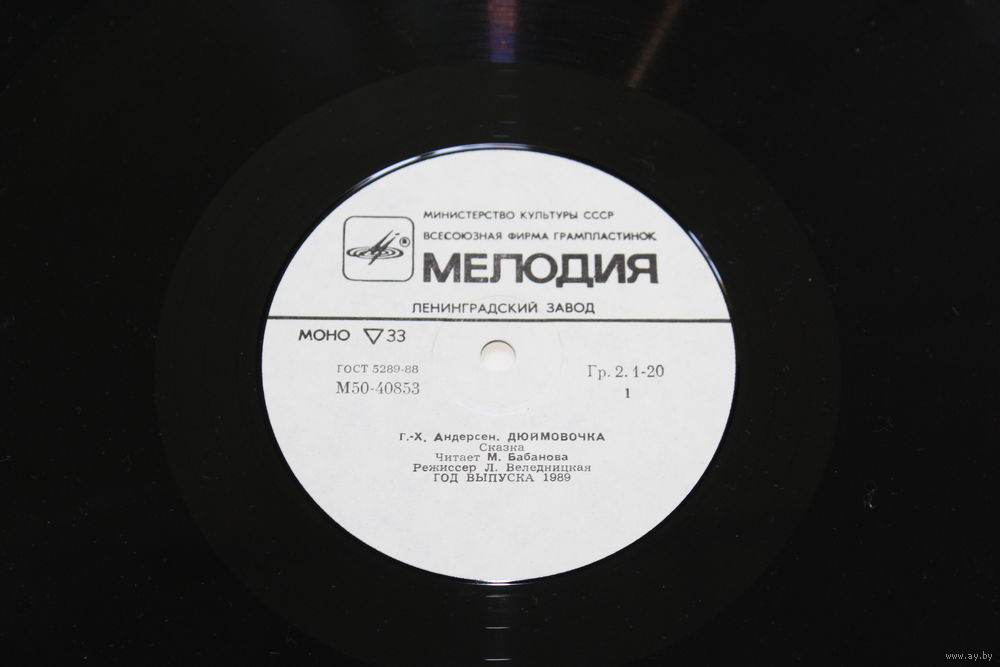 МИНИСТЕРСТВО КУЛЬТУРЫ СССР
ВСЕСОЮЗНАЯ ФИРМА ГРАМПЛАСТИНОК
® МЕЛОДИЯ
ЛЕНИНГРАДСКИЙ ЗАВОД
МОНО ▽ 33
ГОСТ 5289-88
М50-40853
Гр. 2. 1-20
1
Г.-Х. Андерсен. ДЮЙМОВОЧКА
Сказка
Читает М. Бабанова
Режиссер Л. Веледницкая
ГОД ВЫПУСКА 1989
www.ay.by